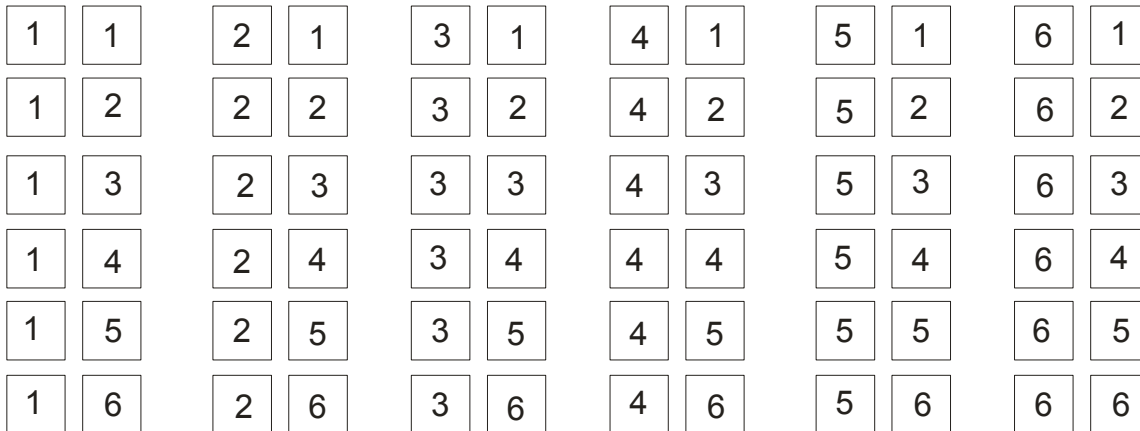 1 1 2 1 3 1 4 1 5 1 6 1
1 2 2 2 3 2 4 2 5 2 6 2
1 3 2 3 3 3 4 3 5 3 6 3
1 4 2 4 3 4 4 4 5 4 6 4
1 5 2 5 3 5 4 5 5 5 6 5
1 6 2 6 3 6 4 6 5 6 6 6